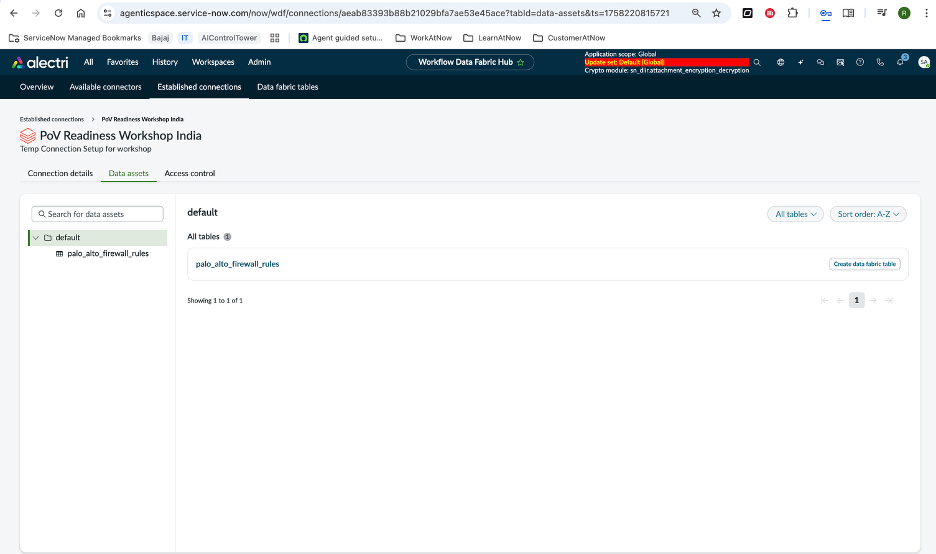 agenticspace.service-now.com/now/wdf/connections/aeab83393b88b21029bfa7ae53e45ace?tabid=data-assets&ts=1758220815721
R
ServiceNow Managed Bookmarks Bajaj IT AIControlTower Agent guided setu... WorkAtNow LearnAtNow CustomerAtNow
alectri All Favorites History Workspaces Admin Workflow Data Fabric Hub
Application scope: Global
Update set: Default [Global]
Crypto module: sn_dlr.attachment_encryption_decryption
SA
Overview Available connectors Established connections Data fabric tables
Established connections > PoV Readiness Workshop India
PoV Readiness Workshop India
Temp Connection Setup for workshop
Connection details Data assets Access control
Search for data assets
default
palo_alto_firewall_rules
default
All tables Sort order: A-Z
All tables 1
palo_alto_firewall_rules Create data fabric table
Showing 1 to 1 of 1 1